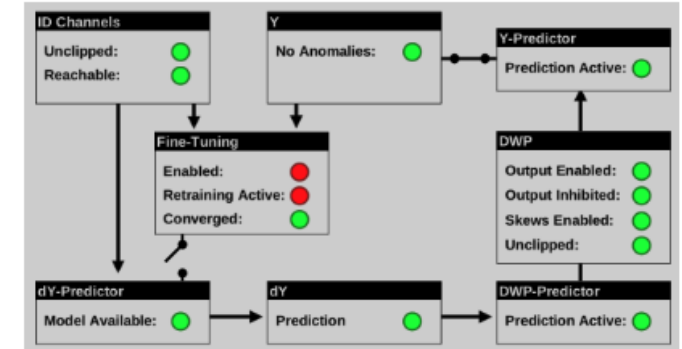 ID Channels
Unclipped:
Reachable:
Y
No Anomalies:
Y-Predictor
Prediction Active:
Fine-Tuning
Enabled:
Retraining Active:
Converged:
DWP
Output Enabled:
Output Inhibited:
Skews Enabled:
Unclipped:
dY-Predictor
Model Available:
dY
Prediction
DWP-Predictor
Prediction Active: